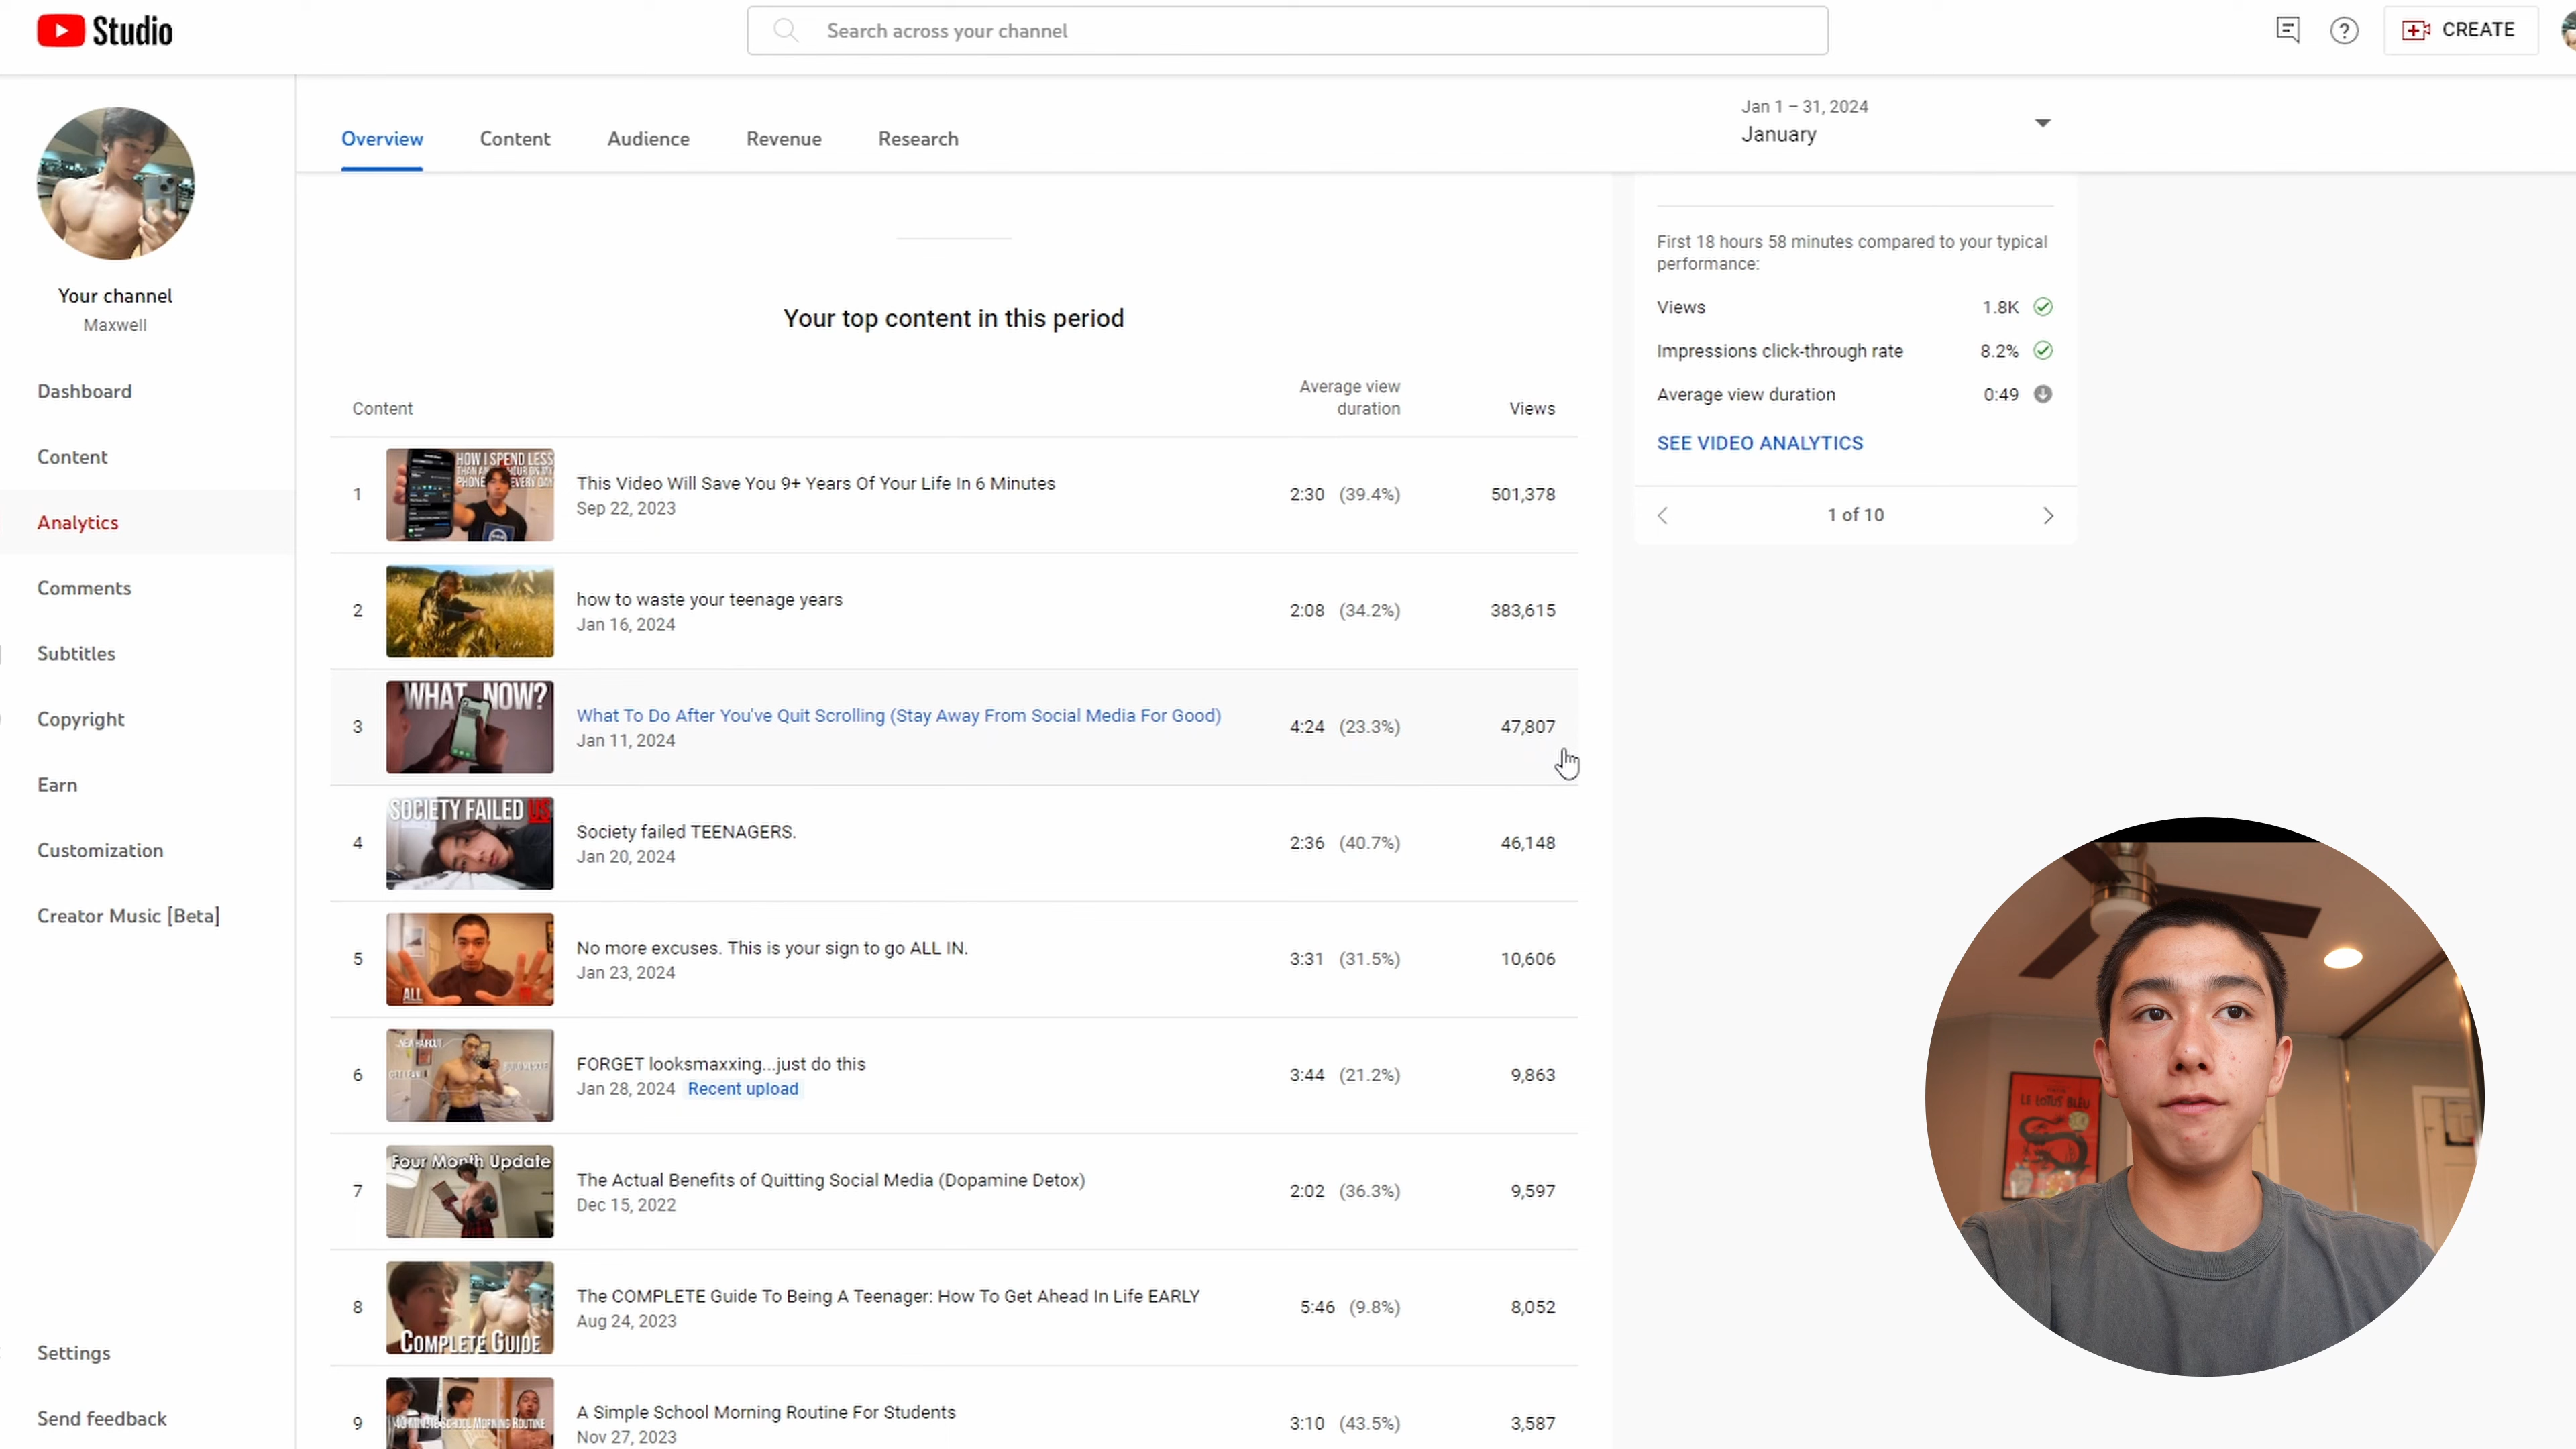 Studio
Search across your channel
CREATE
Your channel
Maxwell
Dashboard
Content
Analytics
Comments
Subtitles
Copyright
Earn
Customization
Creator Music [Beta]
Settings
Send feedback
Overview
Content
Audience
Revenue
Research
Jan 1 – 31, 2024
January
Your top content in this period
Content
Average view
duration
Views
1
HOW I SPEND LESS
THAN AN HOUR ON MY
PHONE EVERY DAY
This Video Will Save You 9+ Years Of Your Life In 6 Minutes
Sep 22, 2023
2:30 (39.4%)
501,378
2
how to waste your teenage years
Jan 16, 2024
2:08 (34.2%)
383,615
3
WHAT NOW?
What To Do After You've Quit Scrolling (Stay Away From Social Media For Good)
Jan 11, 2024
4:24 (23.3%)
47,807
4
SOCIETY FAILED US
Society failed TEENAGERS.
Jan 20, 2024
2:36 (40.7%)
46,148
5
ALL
No more excuses. This is your sign to go ALL IN.
Jan 23, 2024
3:31 (31.5%)
10,606
6
FORGET looksmaxxing...just do this
Jan 28, 2024 Recent upload
3:44 (21.2%)
9,863
7
Four Month Update
The Actual Benefits of Quitting Social Media (Dopamine Detox)
Dec 15, 2022
2:02 (36.3%)
9,597
8
COMPLETE GUIDE
The COMPLETE Guide To Being A Teenager: How To Get Ahead In Life EARLY
Aug 24, 2023
5:46 (9.8%)
8,052
9
A Simple School Morning Routine For Students
Nov 27, 2023
3:10 (43.5%)
3,587
First 18 hours 58 minutes compared to your typical
performance:
Views 1.8K
Impressions click-through rate 8.2%
Average view duration 0:49
SEE VIDEO ANALYTICS
1 of 10
LE LOTUS BLEU